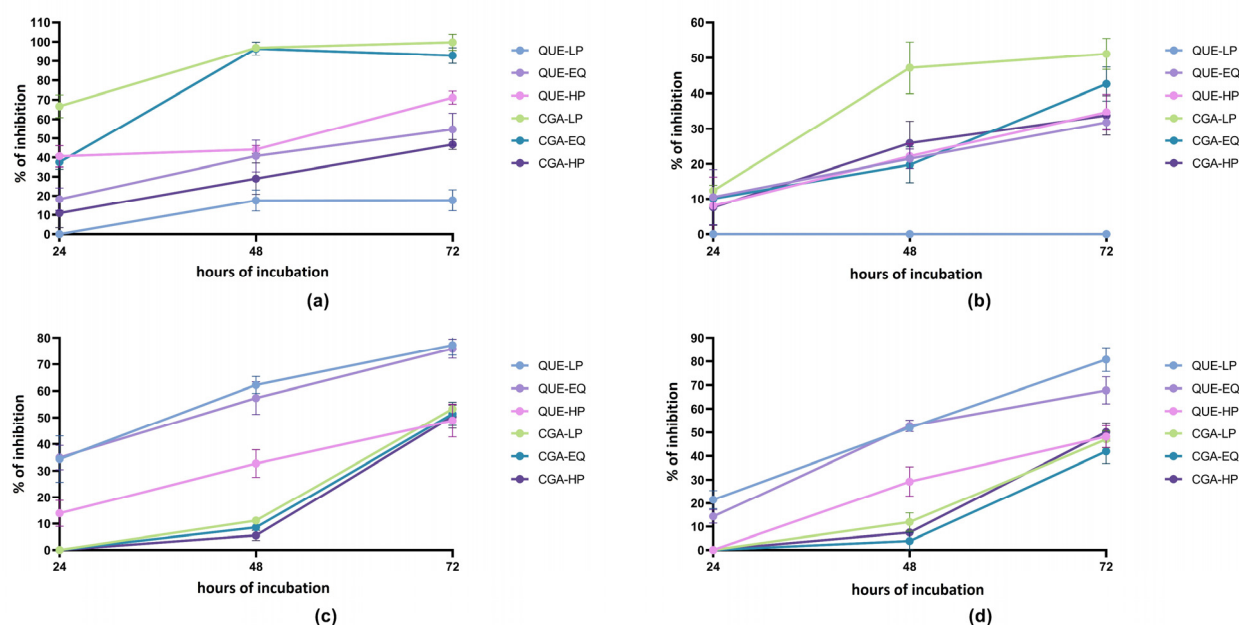 110
100
90
80
70
60
50
40
30
20
10
0
% of inhibition
24
48
72
hours of incubation
QUE-LP
QUE-EQ
QUE-HP
CGA-LP
CGA-EQ
CGA-HP
(a)
60
50
40
30
20
10
0
% of inhibition
24
48
72
hours of incubation
QUE-LP
QUE-EQ
QUE-HP
CGA-LP
CGA-EQ
CGA-HP
(b)
80
70
60
50
40
30
20
10
0
% of inhibition
24
48
72
hours of incubation
QUE-LP
QUE-EQ
QUE-HP
CGA-LP
CGA-EQ
CGA-HP
(c)
90
80
70
60
50
40
30
20
10
0
% of inhibition
24
48
72
hours of incubation
QUE-LP
QUE-EQ
QUE-HP
CGA-LP
CGA-EQ
CGA-HP
(d)